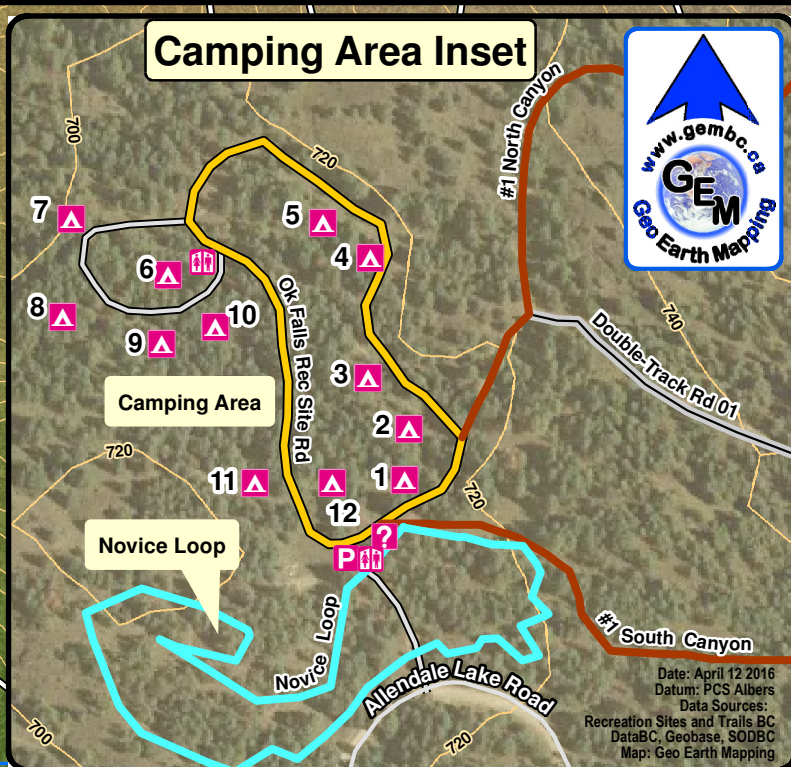 Camping Area Inset
www.gembc.ca
GEM
Geo Earth Mapping
#1 North Canyon
700
720
7
5
4
6
8
10
9
740
Ok Falls Rec Site Rd
Double-Track Rd 01
3
Camping Area
2
720
11
12
1
720
?
P
Novice Loop
Novice Loop
#1 South Canyon
Allendale Lake Road
700
720
Date: April 12 2016
Datum: PCS Albers
Data Sources:
Recreation Sites and Trails BC
DataBC, Geobase, SODBC
Map: Geo Earth Mapping